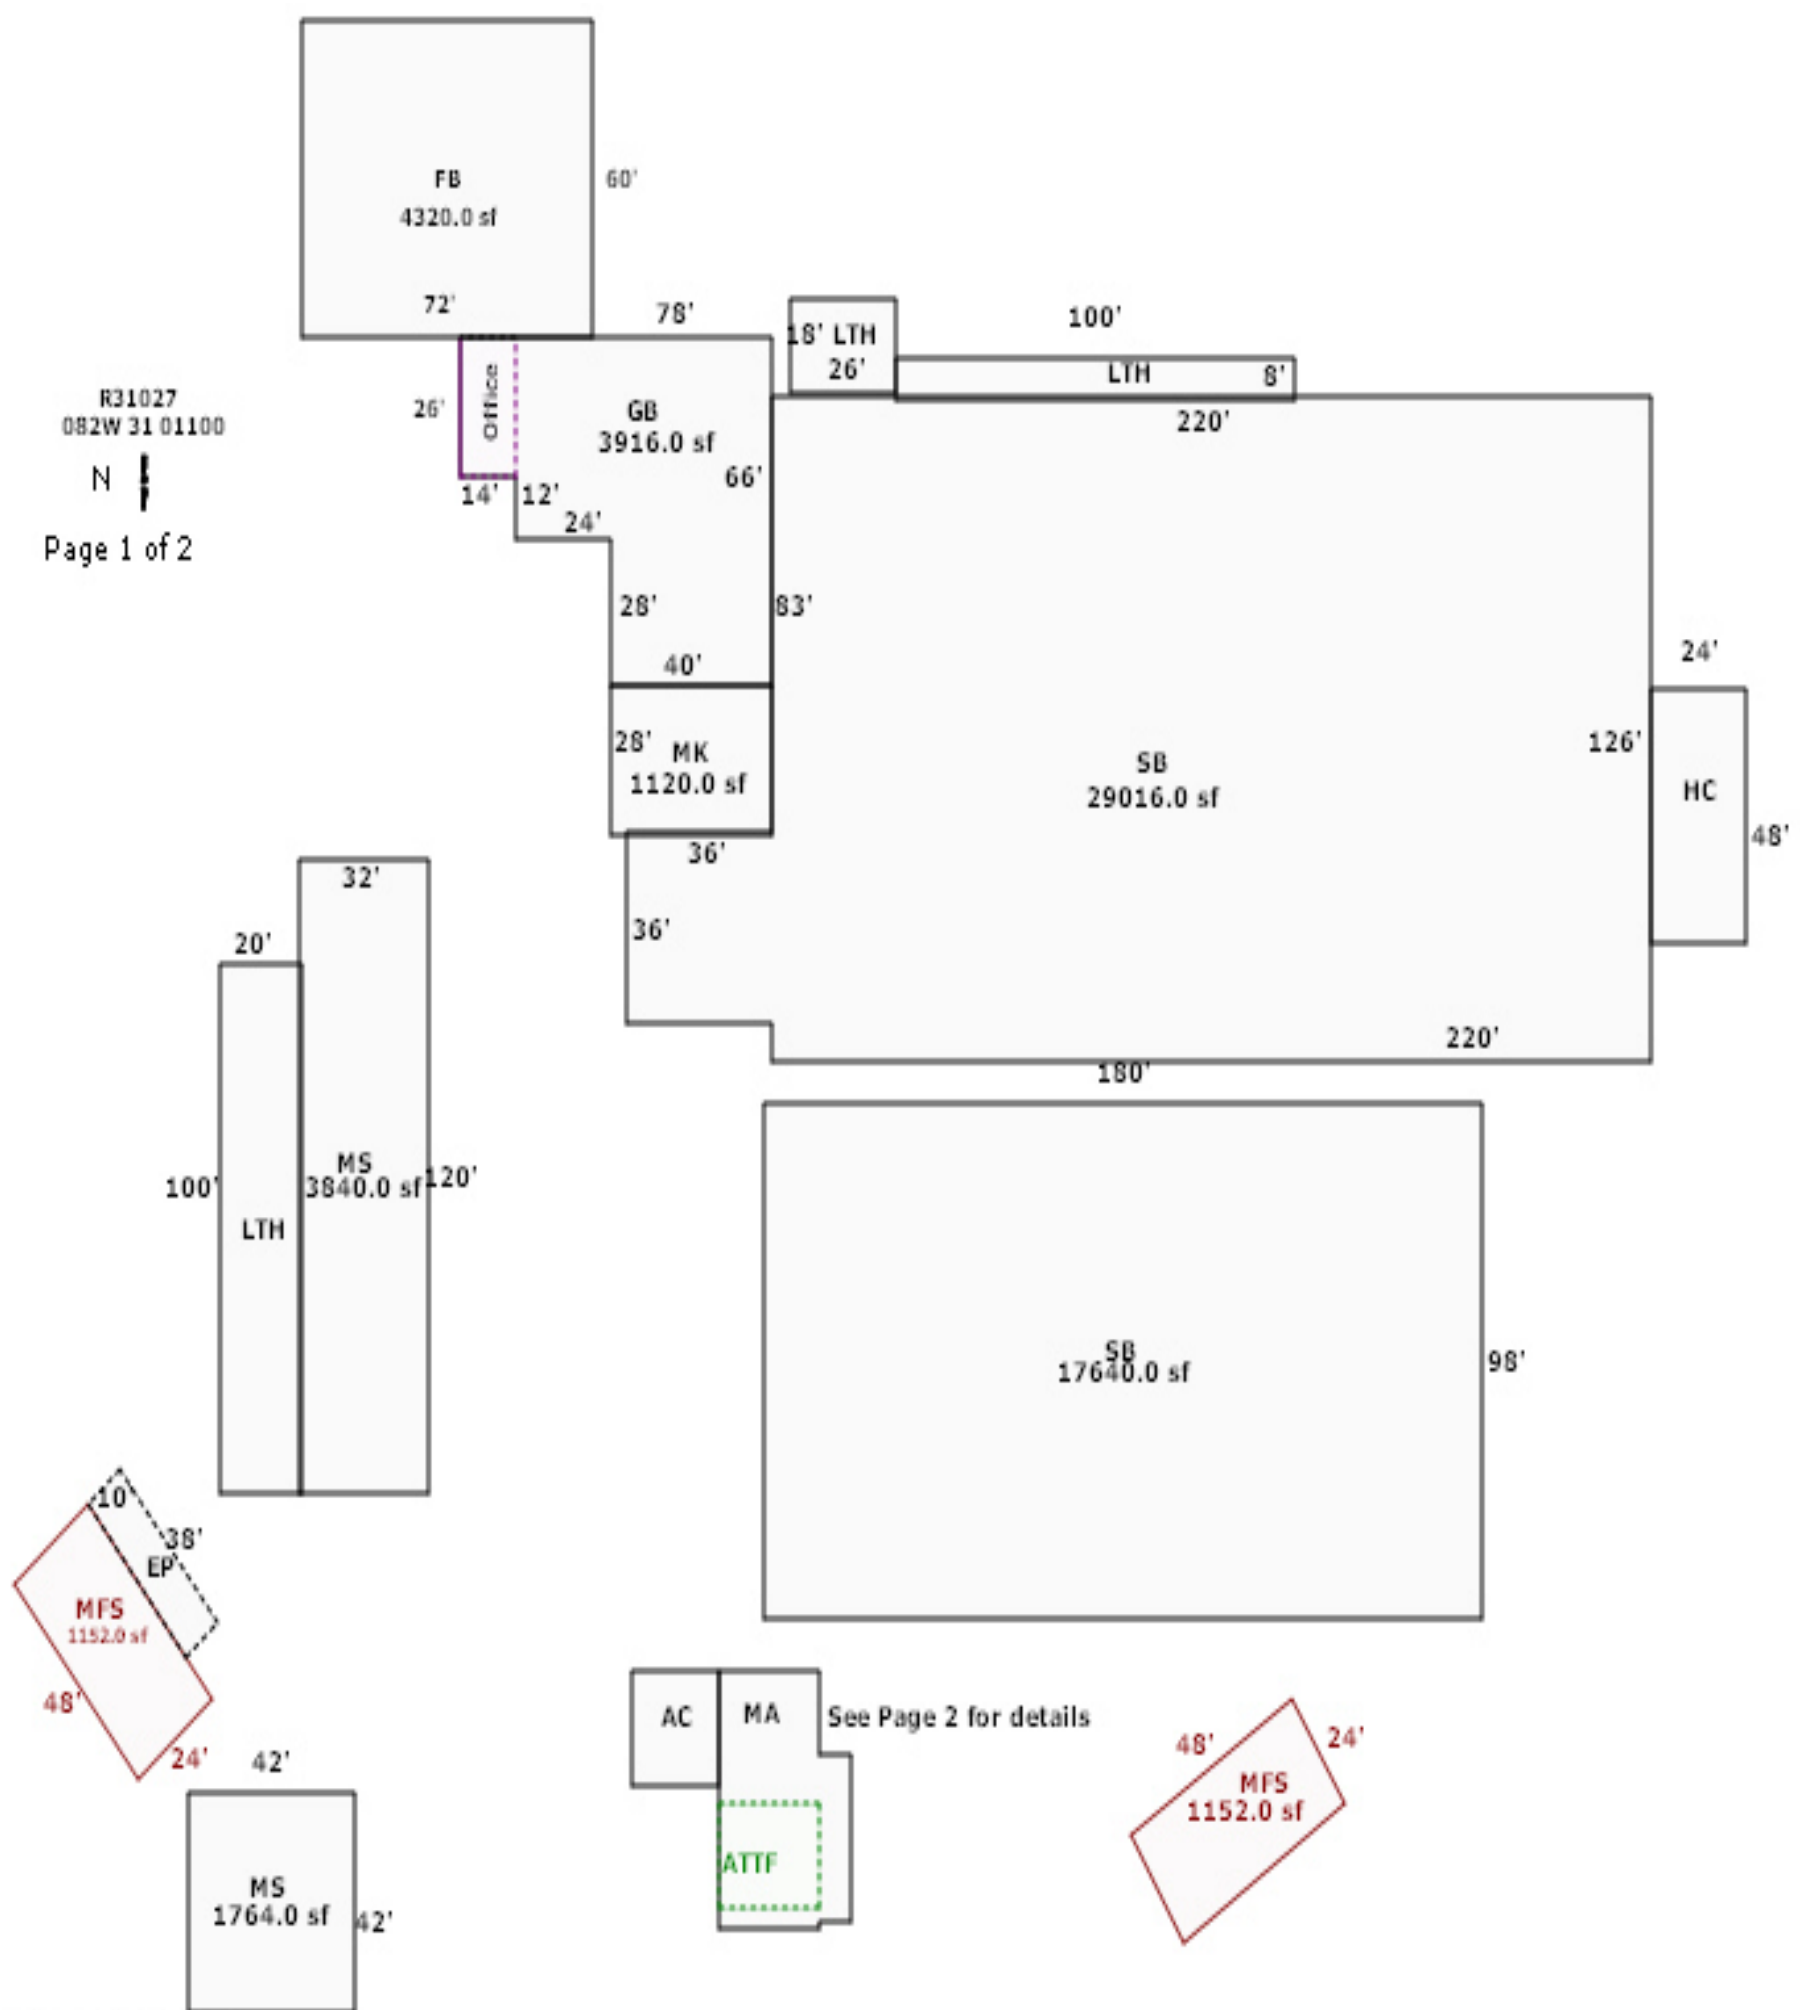 FB
60'
4320.0 sf
72'
78'
100'
18' LTH
26'
LTH
8'
R31027
082W 31 01100
N
Page 1 of 2
26'
Office
GB
3916.0 sf
220'
66'
14'
12'
24'
28'
83'
40'
24'
28'
MK
1120.0 sf
126'
SB
29016.0 sf
HC
48'
36'
32'
36'
20'
220'
180'
MS
3840.0 sf
120'
100'
LTH
SB
17640.0 sf
98'
10'
38'
EP
MFS
1152.0 sf
48'
24'
42'
AC
MA
See Page 2 for details
48'
24'
MFS
1152.0 sf
ATTF
MS
1764.0 sf
42'